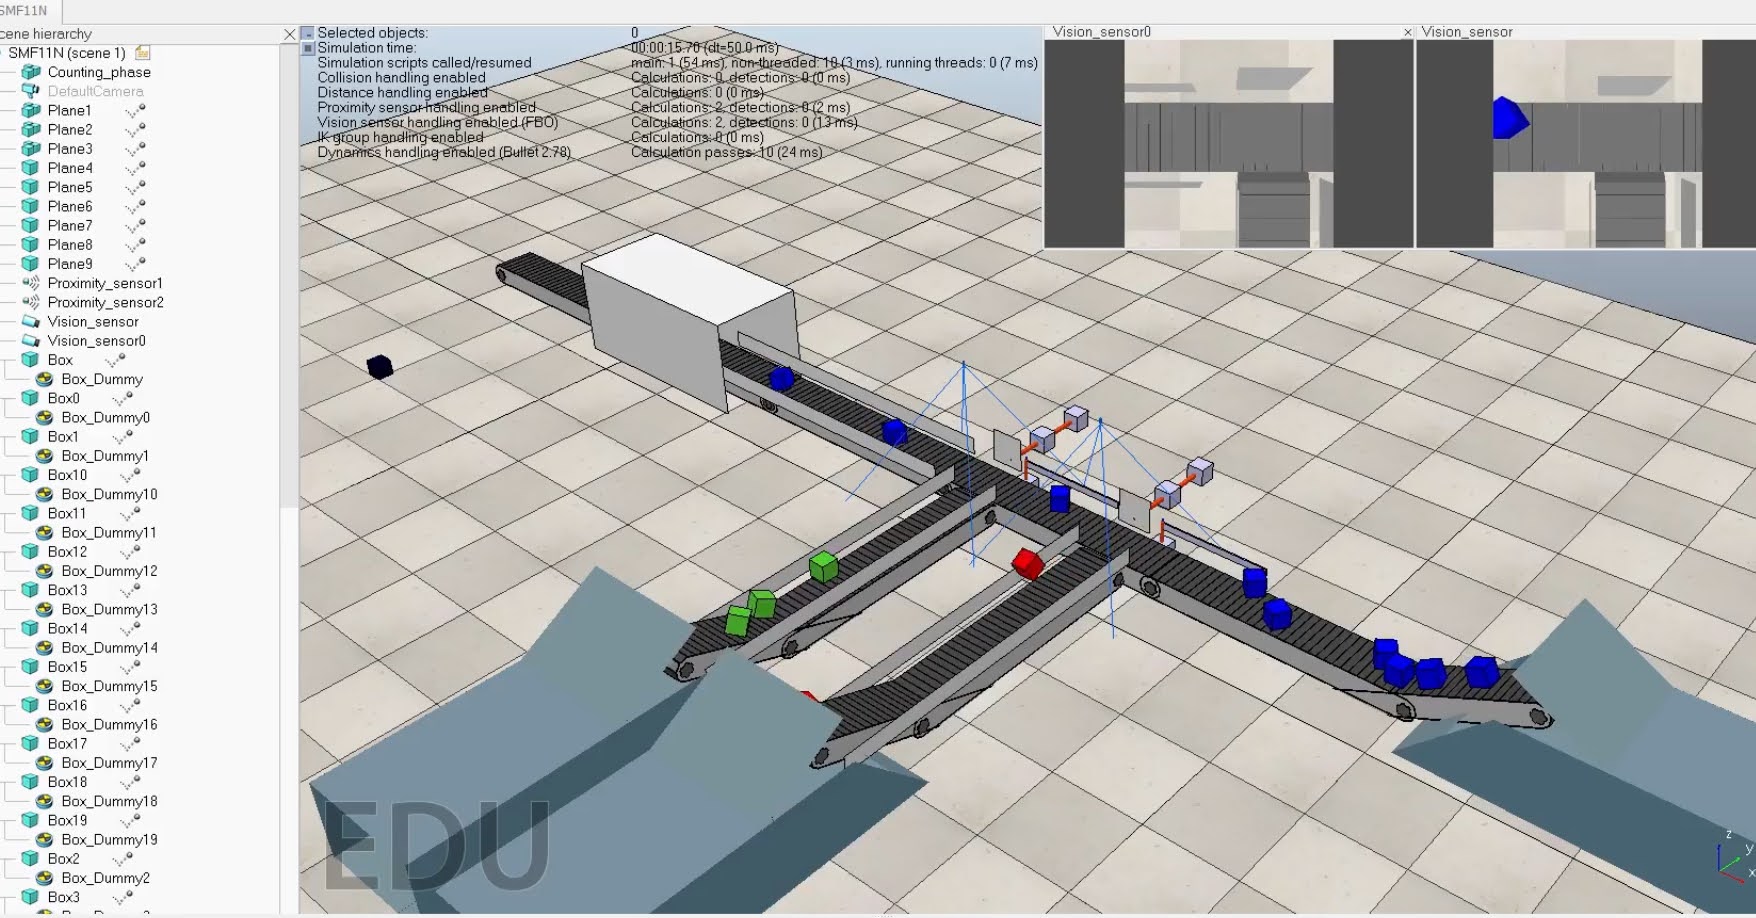 SMF11N
cene hierarchy
SMF11N (scene 1)
Counting_phase
DefaultCamera
Plane1
Plane2
Plane3
Plane4
Plane5
Plane6
Plane7
Plane8
Plane9
Proximity_sensor1
Proximity_sensor2
Vision_sensor
Vision_sensor0
Box
Box_Dummy
Box0
Box_Dummy0
Box1
Box_Dummy1
Box10
Box_Dummy10
Box11
Box_Dummy11
Box12
Box_Dummy12
Box13
Box_Dummy13
Box14
Box_Dummy14
Box15
Box_Dummy15
Box16
Box_Dummy16
Box17
Box_Dummy17
Box18
Box_Dummy18
Box19
Box_Dummy19
Box2
Box_Dummy2
Box3
Selected objects: 0
Simulation time: 00:00:15.70 (dt=50.0 ms)
Simulation scripts called/resumed main: 1 (54 ms), non-threaded: 18 (3 ms), running threads: 0 (7 ms)
Collision handling enabled Calculations: 0, detections: 0 (0 ms)
Distance handling enabled Calculations: 0 (0 ms)
Proximity sensor handling enabled Calculations: 2, detections: 0 (2 ms)
Vision sensor handling enabled (FBO) Calculations: 2, detections: 0 (13 ms)
IK group handling enabled Calculations: 0 (0 ms)
Dynamics handling enabled (Bullet 2.78) Calculation passes: 10 (24 ms)
Vision_sensor0
Vision_sensor
EDU
z
y
x